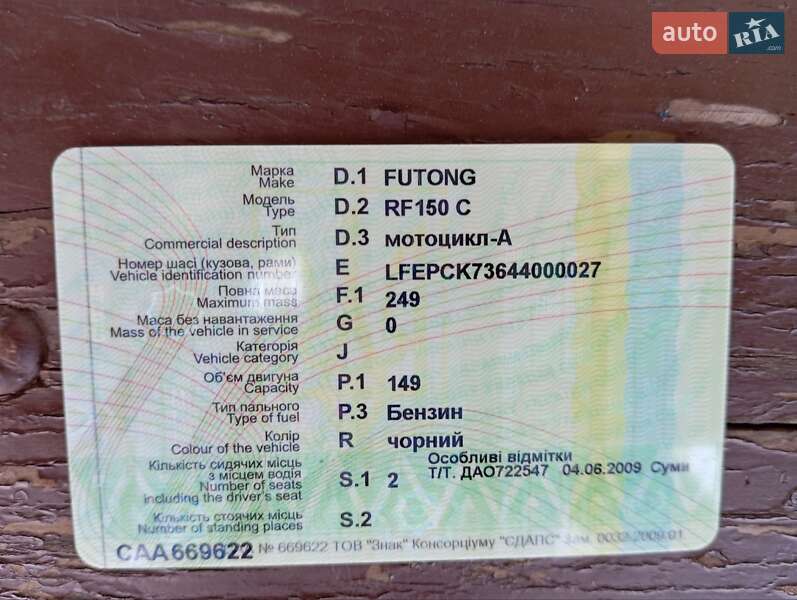 auto RIA .com
Марка D.1 FUTONG
Make
Модель D.2 RF150 C
Type
Тип D.3 мотоцикл-А
Commercial description
Номер шасі (кузова, рами) E LFEPCK73644000027
Vehicle identification number
Повна маса F.1 249
Maximum mass
Маса без навантаження G 0
Mass of the vehicle in service
Категорія J
Vehicle category
Об'єм двигуна P.1 149
Capacity
Тип пального P.3 Бензин
Type of fuel
Колір R чорний
Colour of the vehicle
Особливі відмітки
Т/Т. ДАО722547 04.06.2009 Суми
Кількість сидячих місць S.1 2
з місцем водія
Number of seats
including the driver's seat
Кількість стоячих місць S.2
Number of standing places
САА669622 № 669622 ТОВ "Знак" Консорціуму "ЄДАПС" Зам.